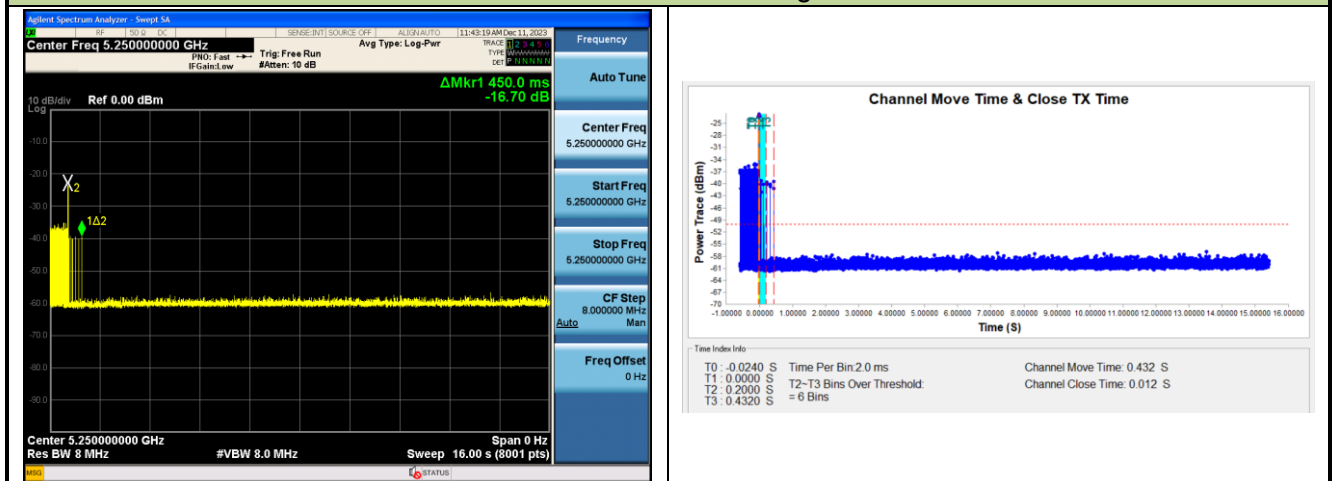 Agilent Spectrum Analyzer - Swept SA
RF 50 Ω DC SENSE:INT SOURCE OFF ALIGN AUTO 11:43:19 AM Dec 11, 2023
Center Freq 5.250000000 GHz
PNO: Fast
IFGain:Low
Trig: Free Run
#Atten: 10 dB
Avg Type: Log-Pwr
TRACE 1 2 3 4 5 6
TYPE
DET P N N N N N
ΔMkr1 450.0 ms
-16.70 dB
10 dB/div Ref 0.00 dBm
Log
-10.0
-20.0
-30.0
-40.0
-50.0
-60.0
-70.0
-80.0
-90.0
X2
1Δ2
Center 5.250000000 GHz
Span 0 Hz
Res BW 8 MHz
#VBW 8.0 MHz
Sweep 16.00 s (8001 pts)
MSG
STATUS
Frequency
Auto Tune
Center Freq
5.250000000 GHz
Start Freq
5.250000000 GHz
Stop Freq
5.250000000 GHz
CF Step
8.000000 MHz
Auto Man
Freq Offset
0 Hz
Channel Move Time & Close TX Time
Power Trace (dBm)
-25
-28
-31
-34
-37
-40
-43
-46
-49
-52
-55
-58
-61
-64
-67
-70
-1.00000 0.00000 1.00000 2.00000 3.00000 4.00000 5.00000 6.00000 7.00000 8.00000 9.00000 10.00000 11.00000 12.00000 13.00000 14.00000 15.00000 16.00000
Time (S)
Time Index Info
T0 : -0.0240 S
T1 : 0.0000 S
T2 : 0.2000 S
T3 : 0.4320 S
Time Per Bin:2.0 ms
T2~T3 Bins Over Threshold:
= 6 Bins
Channel Move Time: 0.432 S
Channel Close Time: 0.012 S